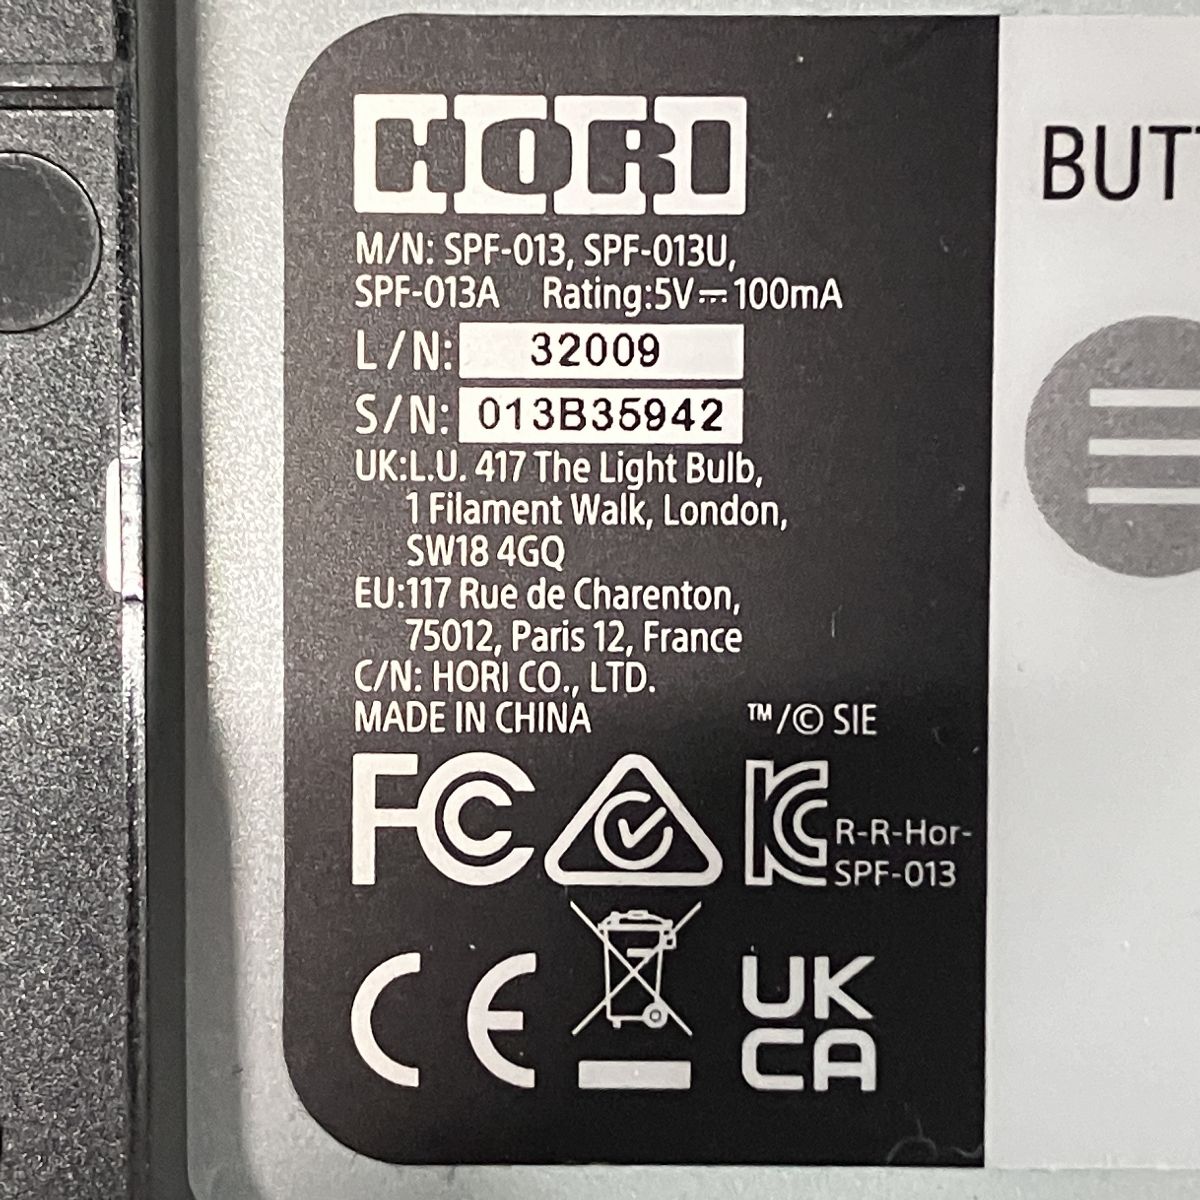 HORI
M/N: SPF-013, SPF-013U,
SPF-013A Rating:5V⎓100mA
L/N: 32009
S/N: 013B35942
UK:L.U. 417 The Light Bulb,
1 Filament Walk, London,
SW18 4GQ
EU:117 Rue de Charenton,
75012, Paris 12, France
C/N: HORI CO., LTD.
MADE IN CHINA ™/© SIE
FC KC R-R-Hor-
SPF-013
CE UK
CA
BUT